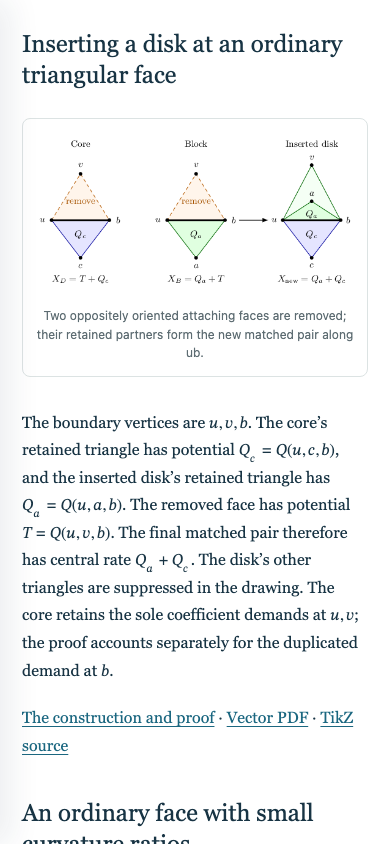 Inserting a disk at an ordinary
triangular face
Core Block Inserted disk
v v v
remove remove a
u b u b u Qₐ b
Q꜀ Qₐ Q꜀
c a c
X_D = T + Q_c X_B = Q_a + T X_new = Q_a + Q_c
Two oppositely oriented attaching faces are removed;
their retained partners form the new matched pair along
ub.
The boundary vertices are u, v, b. The core’s
retained triangle has potential Q_c = Q(u, c, b),
and the inserted disk’s retained triangle has
Q_a = Q(u, a, b). The removed face has potential
T = Q(u, v, b). The final matched pair therefore
has central rate Q_a + Q_c. The disk’s other
triangles are suppressed in the drawing. The
core retains the sole coefficient demands at u, v;
the proof accounts separately for the duplicated
demand at b.
The construction and proof · Vector PDF · TikZ
source
An ordinary face with small
curvature ratios